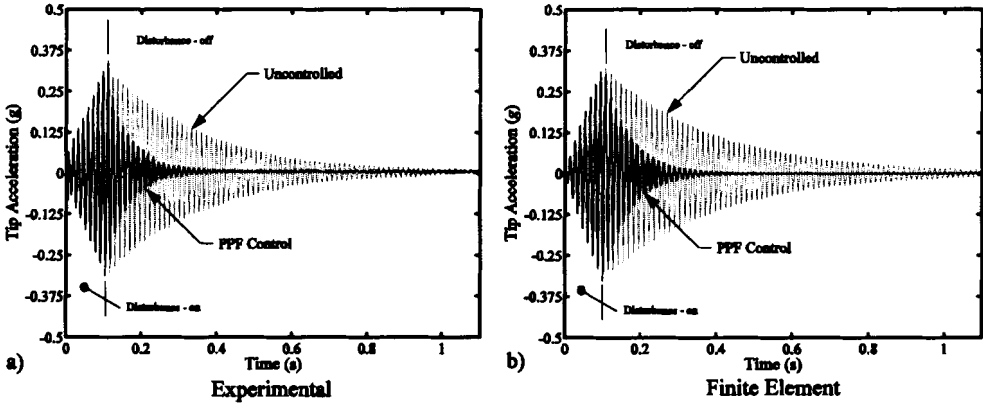 0.5
0.375
0.25
0.125
0
-0.125
-0.25
-0.375
-0.5
Tip Acceleration (g)
Disturbance - off
Uncontrolled
PPF Control
Disturbance - on
0 0.2 0.4 0.6 0.8 1
Time (s)
a)
Experimental
0.5
0.375
0.25
0.125
0
-0.125
-0.25
-0.375
-0.5
Tip Acceleration (g)
Disturbance - off
Uncontrolled
PPF Control
Disturbance - on
0 0.2 0.4 0.6 0.8 1
Time (s)
b)
Finite Element